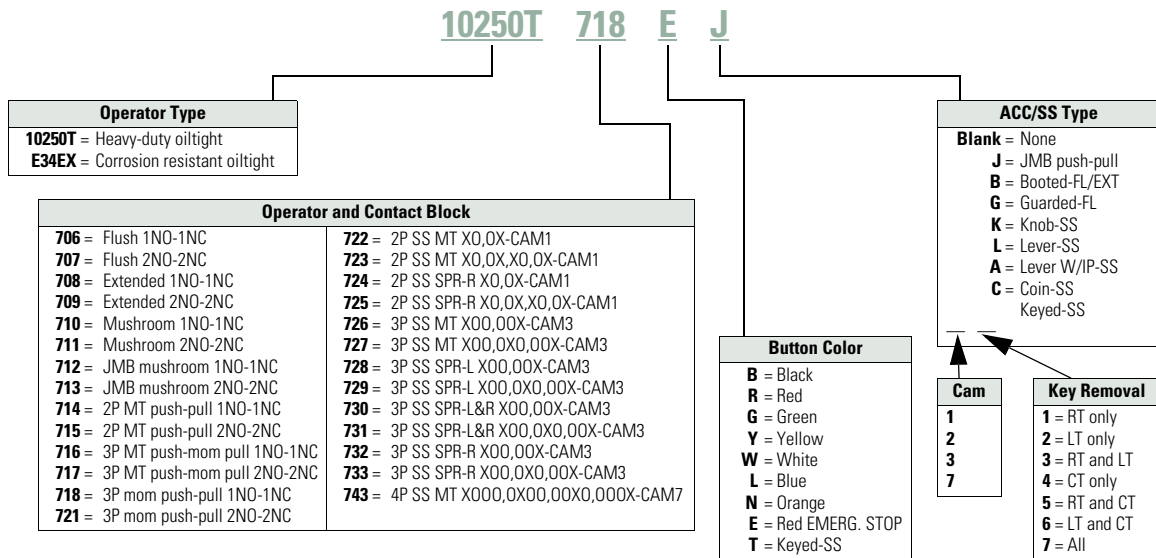 10250T 718 E J
Operator Type
10250T = Heavy-duty oiltight
E34EX = Corrosion resistant oiltight
Operator and Contact Block
706 = Flush 1NO-1NC
707 = Flush 2NO-2NC
708 = Extended 1NO-1NC
709 = Extended 2NO-2NC
710 = Mushroom 1NO-1NC
711 = Mushroom 2NO-2NC
712 = JMB mushroom 1NO-1NC
713 = JMB mushroom 2NO-2NC
714 = 2P MT push-pull 1NO-1NC
715 = 2P MT push-pull 2NO-2NC
716 = 3P MT push-mom pull 1NO-1NC
717 = 3P MT push-mom pull 2NO-2NC
718 = 3P mom push-pull 1NO-1NC
721 = 3P mom push-pull 2NO-2NC
722 = 2P SS MT XO,OX-CAM1
723 = 2P SS MT XO,OX,XO,OX-CAM1
724 = 2P SS SPR-R XO,OX-CAM1
725 = 2P SS SPR-R XO,OX,XO,OX-CAM1
726 = 3P SS MT XOO,OOX-CAM3
727 = 3P SS MT XOO,OXO,OOX-CAM3
728 = 3P SS SPR-L XOO,OOX-CAM3
729 = 3P SS SPR-L XOO,OXO,OOX-CAM3
730 = 3P SS SPR-L&R XOO,OOX-CAM3
731 = 3P SS SPR-L&R XOO,OXO,OOX-CAM3
732 = 3P SS SPR-R XOO,OOX-CAM3
733 = 3P SS SPR-R XOO,OXO,OOX-CAM3
743 = 4P SS MT XOOO,OXOO,OOXO,OOOX-CAM7
Button Color
B = Black
R = Red
G = Green
Y = Yellow
W = White
L = Blue
N = Orange
E = Red EMERG. STOP
T = Keyed-SS
ACC/SS Type
Blank = None
J = JMB push-pull
B = Booted-FL/EXT
G = Guarded-FL
K = Knob-SS
L = Lever-SS
A = Lever W/IP-SS
C = Coin-SS
Keyed-SS
Cam
1
2
3
7
Key Removal
1 = RT only
2 = LT only
3 = RT and LT
4 = CT only
5 = RT and CT
6 = LT and CT
7 = All